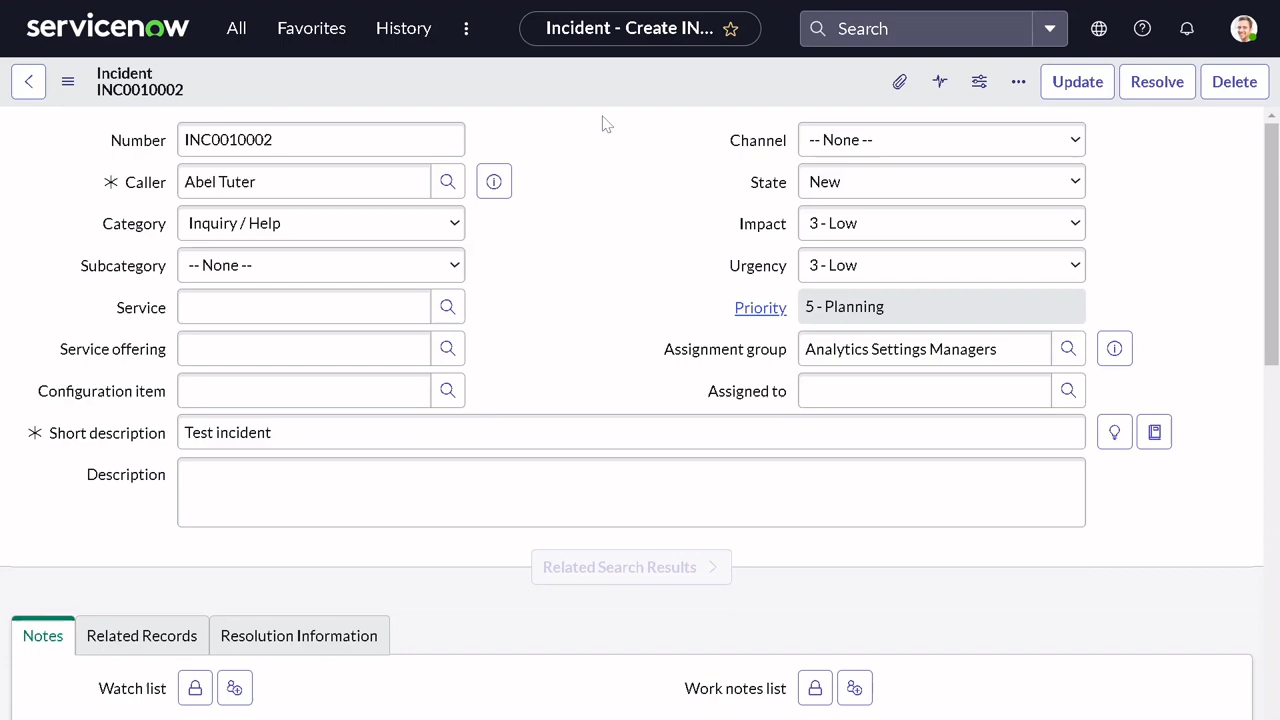 servicenow All Favorites History Incident - Create IN... Search
Incident
INC0010002
Update Resolve Delete
Number INC0010002 Channel -- None --
Caller Abel Tuter State New
Category Inquiry / Help Impact 3 - Low
Subcategory -- None -- Urgency 3 - Low
Service Priority 5 - Planning
Service offering Assignment group Analytics Settings Managers
Configuration item Assigned to
Short description Test incident
Description
Related Search Results
Notes Related Records Resolution Information
Watch list Work notes list